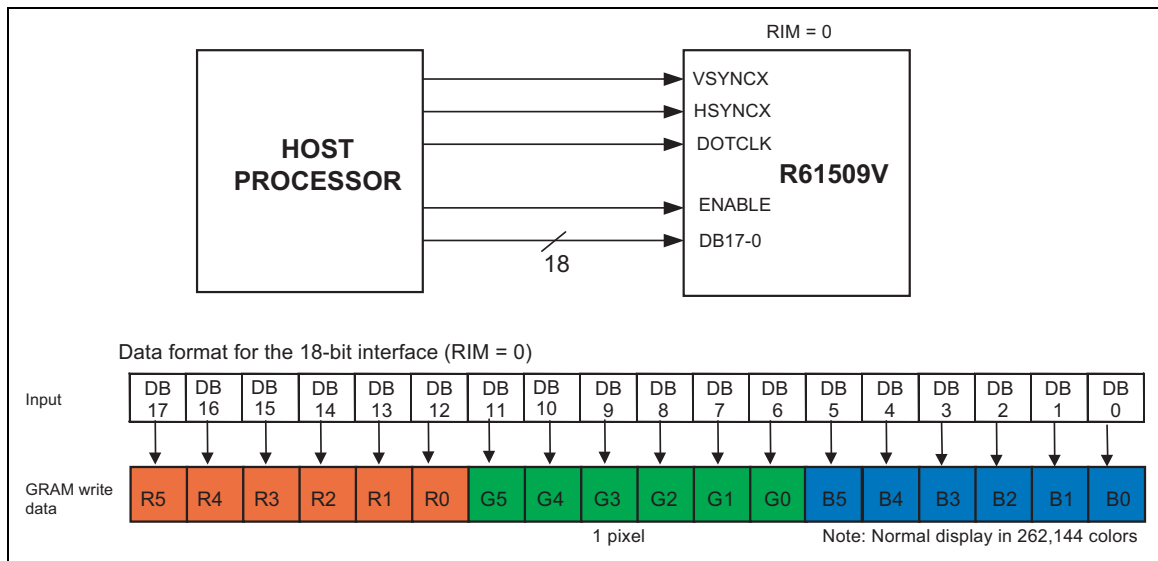 RIM = 0
HOST
PROCESSOR
VSYNCX
HSYNCX
DOTCLK
R61509V
ENABLE
DB17-0
18
Data format for the 18-bit interface (RIM = 0)
Input
DB 17 DB 16 DB 15 DB 14 DB 13 DB 12 DB 11 DB 10 DB 9 DB 8 DB 7 DB 6 DB 5 DB 4 DB 3 DB 2 DB 1 DB 0
GRAM write
data
R5 R4 R3 R2 R1 R0 G5 G4 G3 G2 G1 G0 B5 B4 B3 B2 B1 B0
1 pixel
Note: Normal display in 262,144 colors